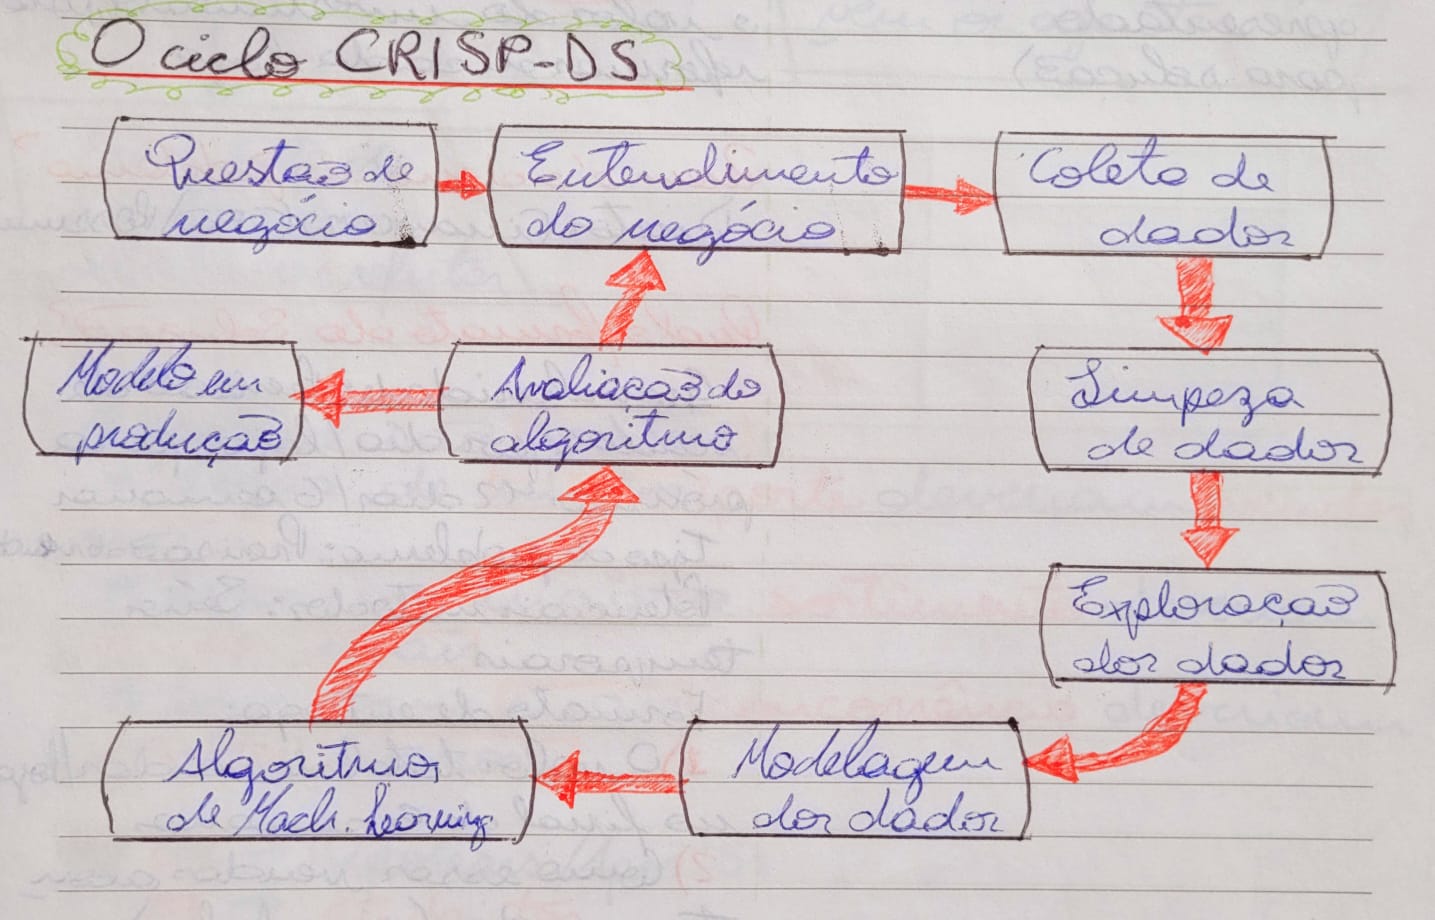 O ciclo CRISP-DS
Questão de
negócio
Entendimento
do negócio
Coleta de
dados
Limpeza
de dados
Exploração
dos dados
Modelagem
dos dados
Algoritmos
de Mach. Learning
Avaliação do
algoritmo
Modelo em
produção